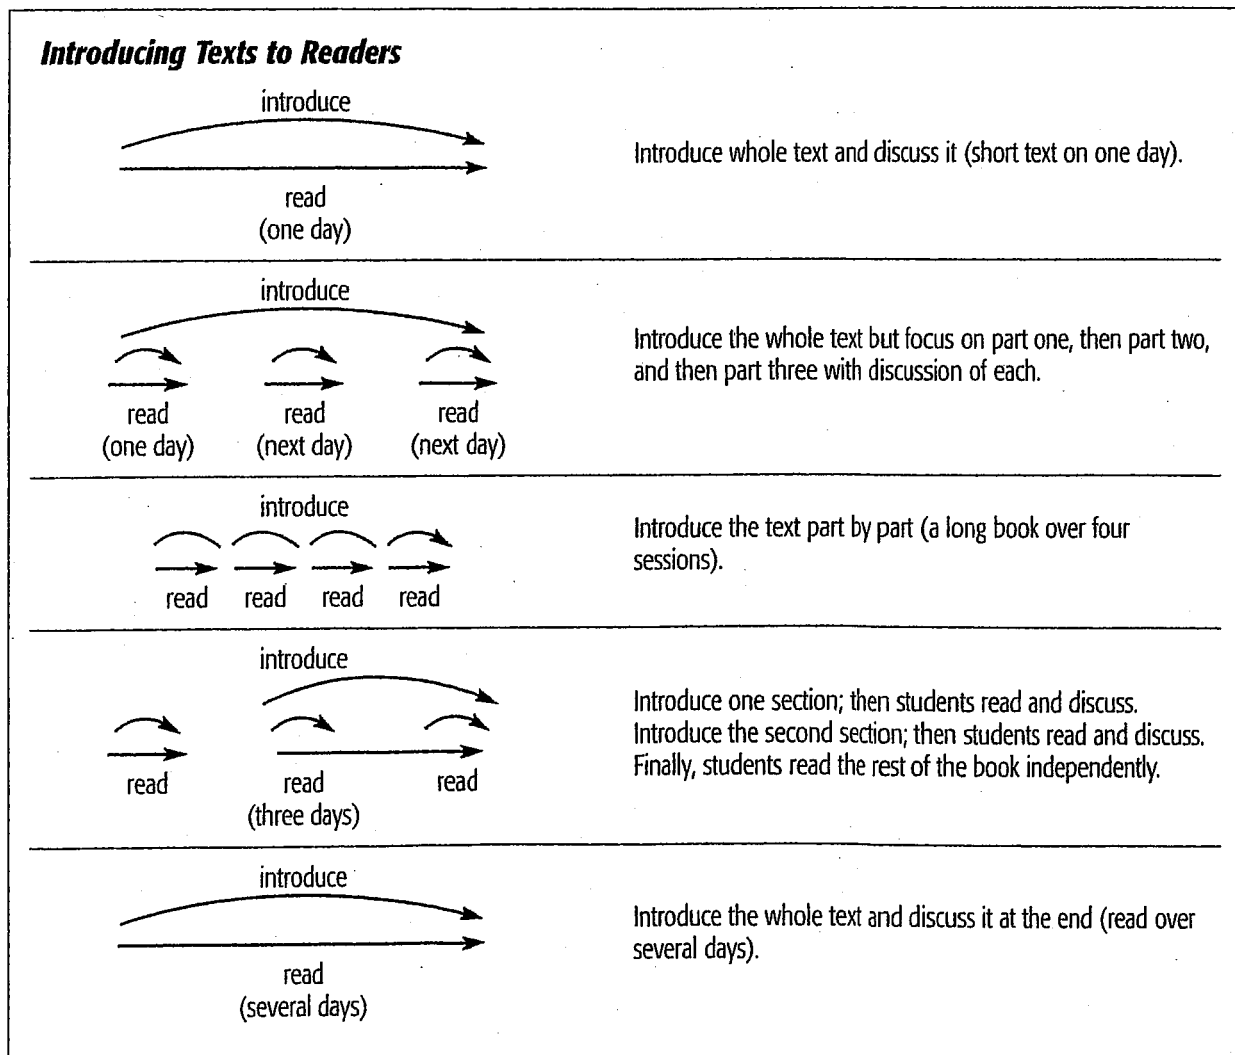 Introducing Texts to Readers
introduce
read
(one day)
Introduce whole text and discuss it (short text on one day).
introduce
read read read
(one day) (next day) (next day)
Introduce the whole text but focus on part one, then part two,
and then part three with discussion of each.
introduce
read read read read
Introduce the text part by part (a long book over four
sessions).
introduce
read read read
(three days)
Introduce one section; then students read and discuss.
Introduce the second section; then students read and discuss.
Finally, students read the rest of the book independently.
introduce
read
(several days)
Introduce the whole text and discuss it at the end (read over
several days).